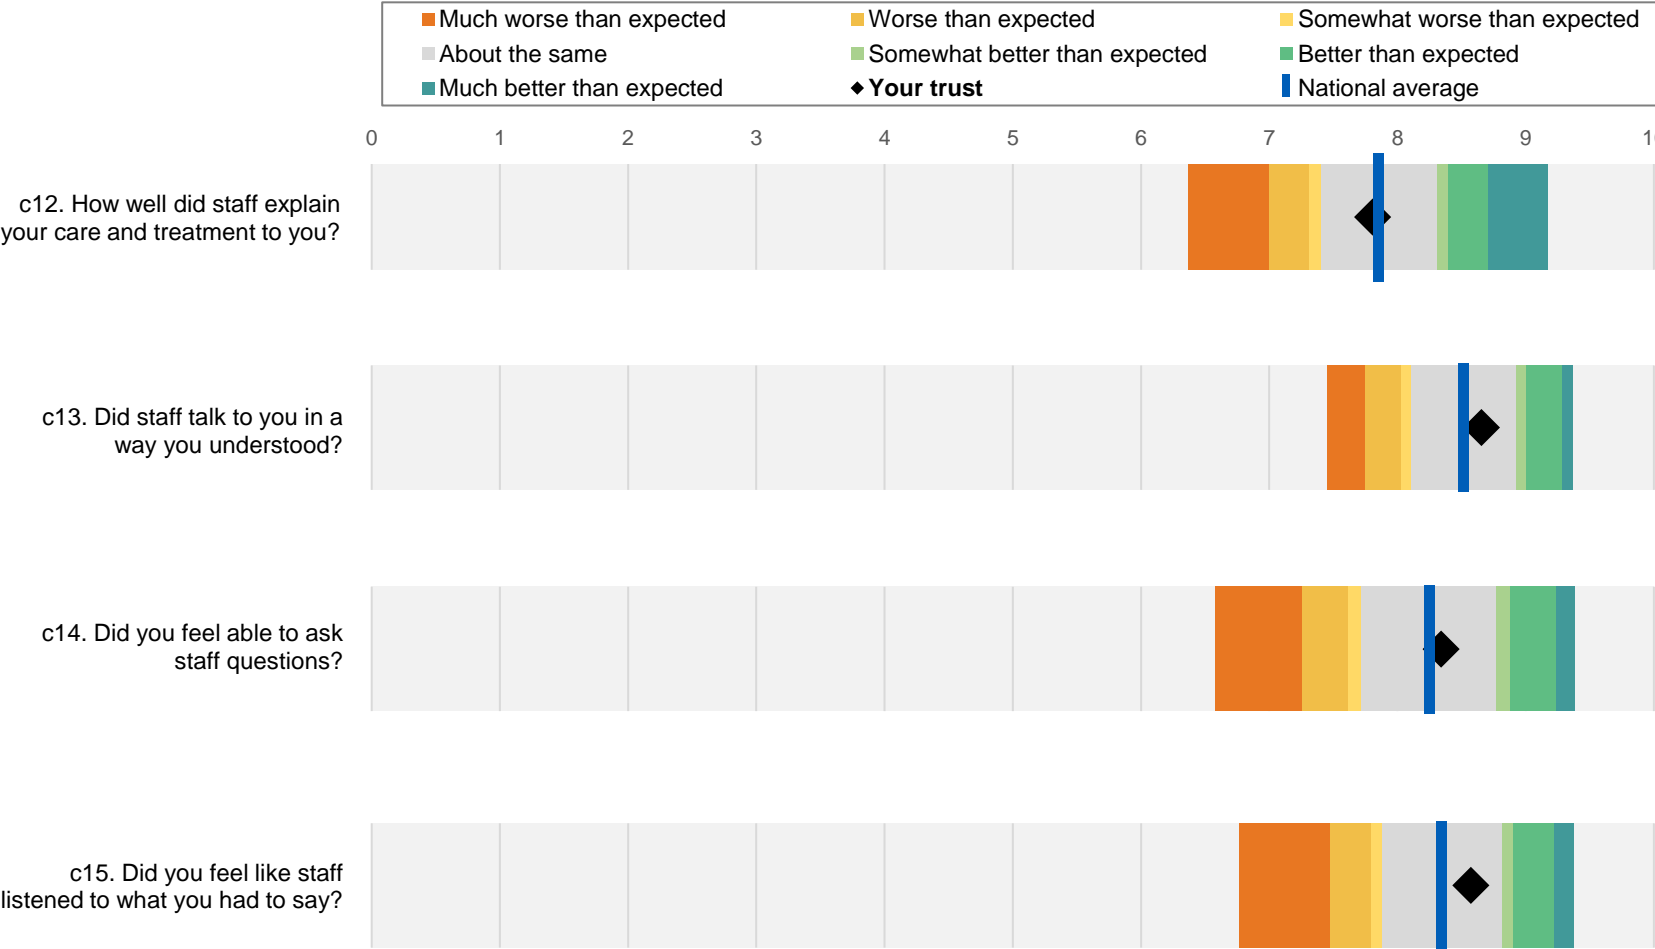 Much worse than expected Worse than expected Somewhat worse than expected
About the same Somewhat better than expected Better than expected
Much better than expected Your trust National average
0 1 2 3 4 5 6 7 8 9 1
c12. How well did staff explain
your care and treatment to you?
c13. Did staff talk to you in a
way you understood?
c14. Did you feel able to ask
staff questions?
c15. Did you feel like staff
listened to what you had to say?